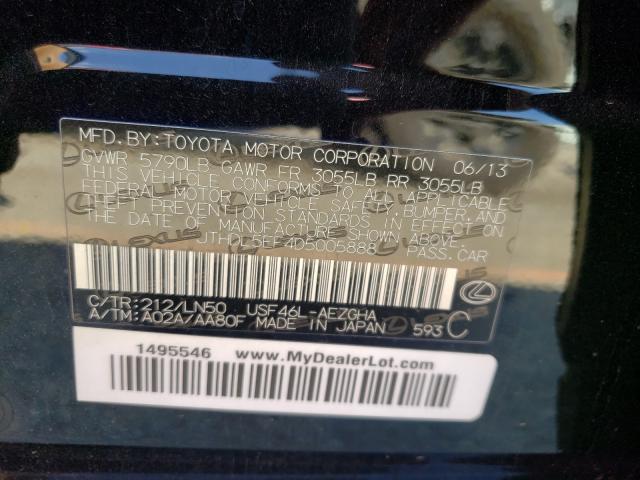 MFD.BY:TOYOTA MOTOR CORPORATION 06/13
GVWR 5790LB GAWR FR 3055LB RR 3055LB
THIS VEHICLE CONFORMS TO ALL APPLICABLE
FEDERAL MOTOR VEHICLE SAFETY,BUMPER,AND
THEFT PREVENTION STANDARDS IN EFFECT ON
THE DATE OF MANUFACTURE SHOWN ABOVE.
PASS.CAR
C/TR:212/LN50 USF46L-AEZGHA
A/TM:A02A/AA80F MADE IN JAPAN 593 C
LEXUS
1495546 www.MyDealerLot.com